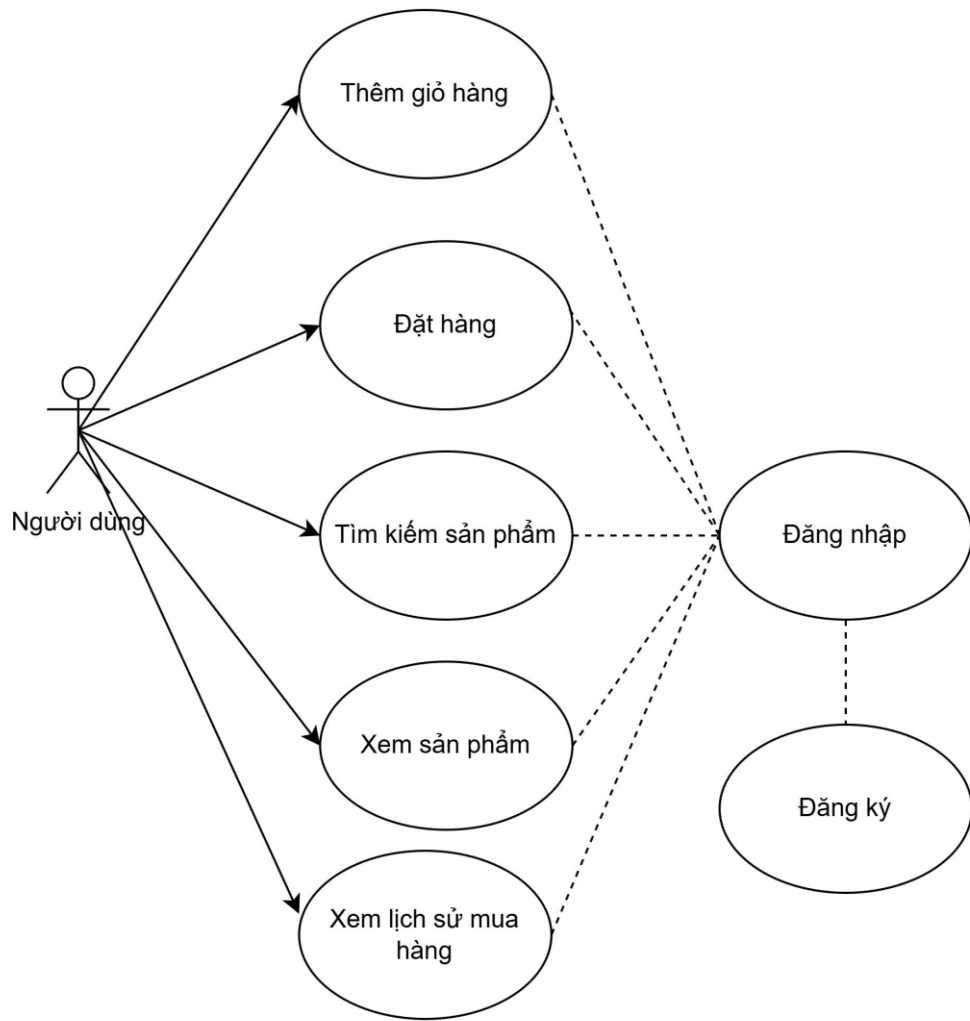 Thêm giỏ hàng
Đặt hàng
Người dùng
Tìm kiếm sản phẩm
Đăng nhập
Xem sản phẩm
Đăng ký
Xem lịch sử mua
hàng